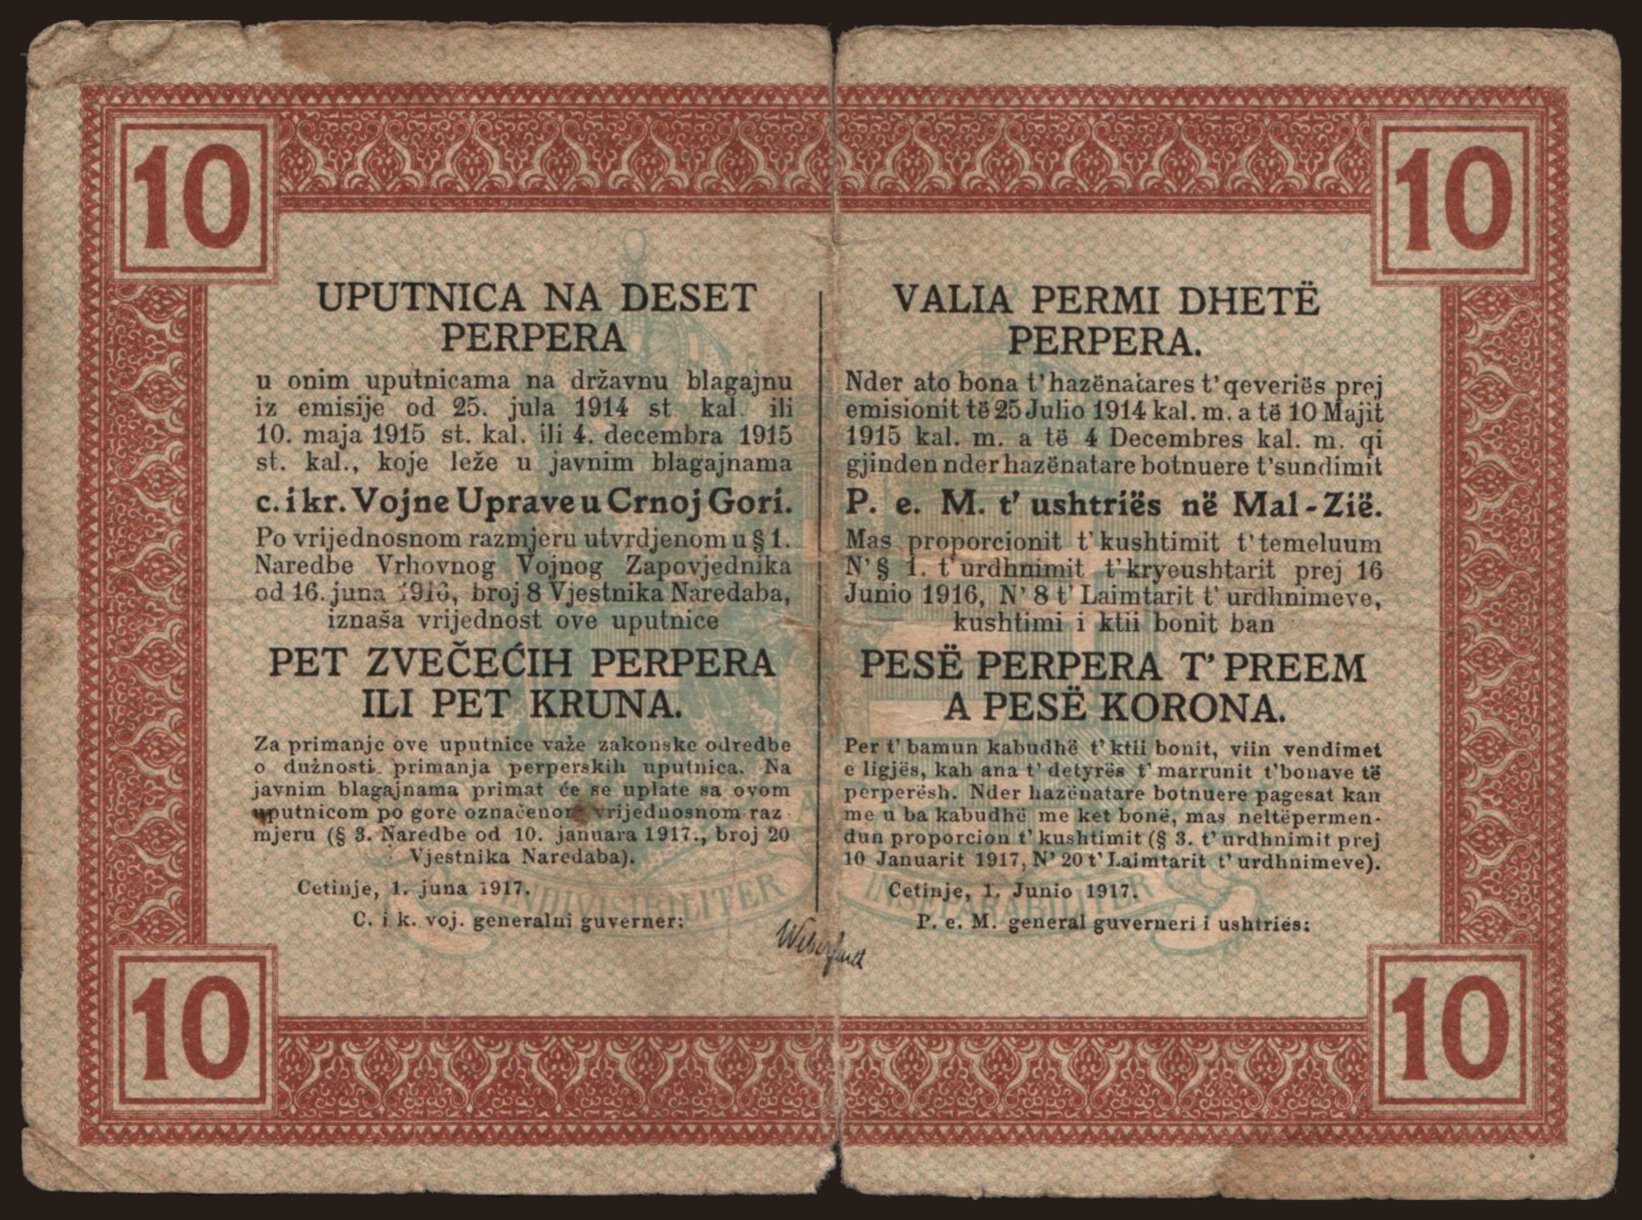 10
10
UPUTNICA NA DESET
PERPERA
u onim uputnicama na državnu blagajnu
iz emisije od 25. jula 1914 st kal. ili
10. maja 1915 st. kal. ili 4. decembra 1915
st. kal., koje leže u javnim blagajnama
c. i kr. Vojne Uprave u Crnoj Gori.
Po vrijednosnom razmjeru utvrdjenom u § 1.
Naredbe Vrhovnog Vojnog Zapovjednika
od 16. juna 1916, broj 8 Vjestnika Naredaba,
iznaša vrijednost ove uputnice
PET ZVEČEĆIH PERPERA
ILI PET KRUNA.
Za primanje ove uputnice važe zakonske odredbe
o dužnosti primanja perperskih uputnica. Na
javnim blagajnama primat će se uplate sa ovom
uputnicom po gore označenom vrijednosnom raz
mjeru (§ 3. Naredbe od 10. januara 1917., broj 20
Vjestnika Naredaba).
Cetinje, 1. juna 1917.
C. i k. voj. generalni guverner:
VALIA PERMI DHETË
PERPERA.
Nder ato bona t' hazënatares t' qeveriës prej
emisionit të 25 Julio 1914 kal. m. a të 10 Majit
1915 kal. m. a të 4 Decembres kal. m. qi
gjinden nder hazënatare botnuere t' sundimit
P. e. M. t' ushtriës në Mal-Zië.
Mas proporcionit t' kushtimit t' temeluum
N' § 1. t' urdhnimit t' kryeushtarit prej 16
Junio 1916, N' 8 t' Laimtarit t' urdhnimeve,
kushtimi i ktii bonit ban
PESË PERPERA T' PREEM
A PESË KORONA.
Per t' bamun kabudhë t' ktii bonit, viin vendimet
e ligjës, kah ana t' detyrës t' marrunit t' bonave të
perperësh. Nder hazënatare botnuere pagesat kan
me u ba kabudhë me ket bonë, mas neltëpermen-
dun proporcion t' kushtimit (§ 3. t' urdhnimit prej
10 Januarit 1917, N' 20 t' Laimtarit t' urdhnimeve).
Cetinje, 1. Junio 1917.
P. e. M. general guverneri i ushtriës:
INDIVISIBILITER
10
10